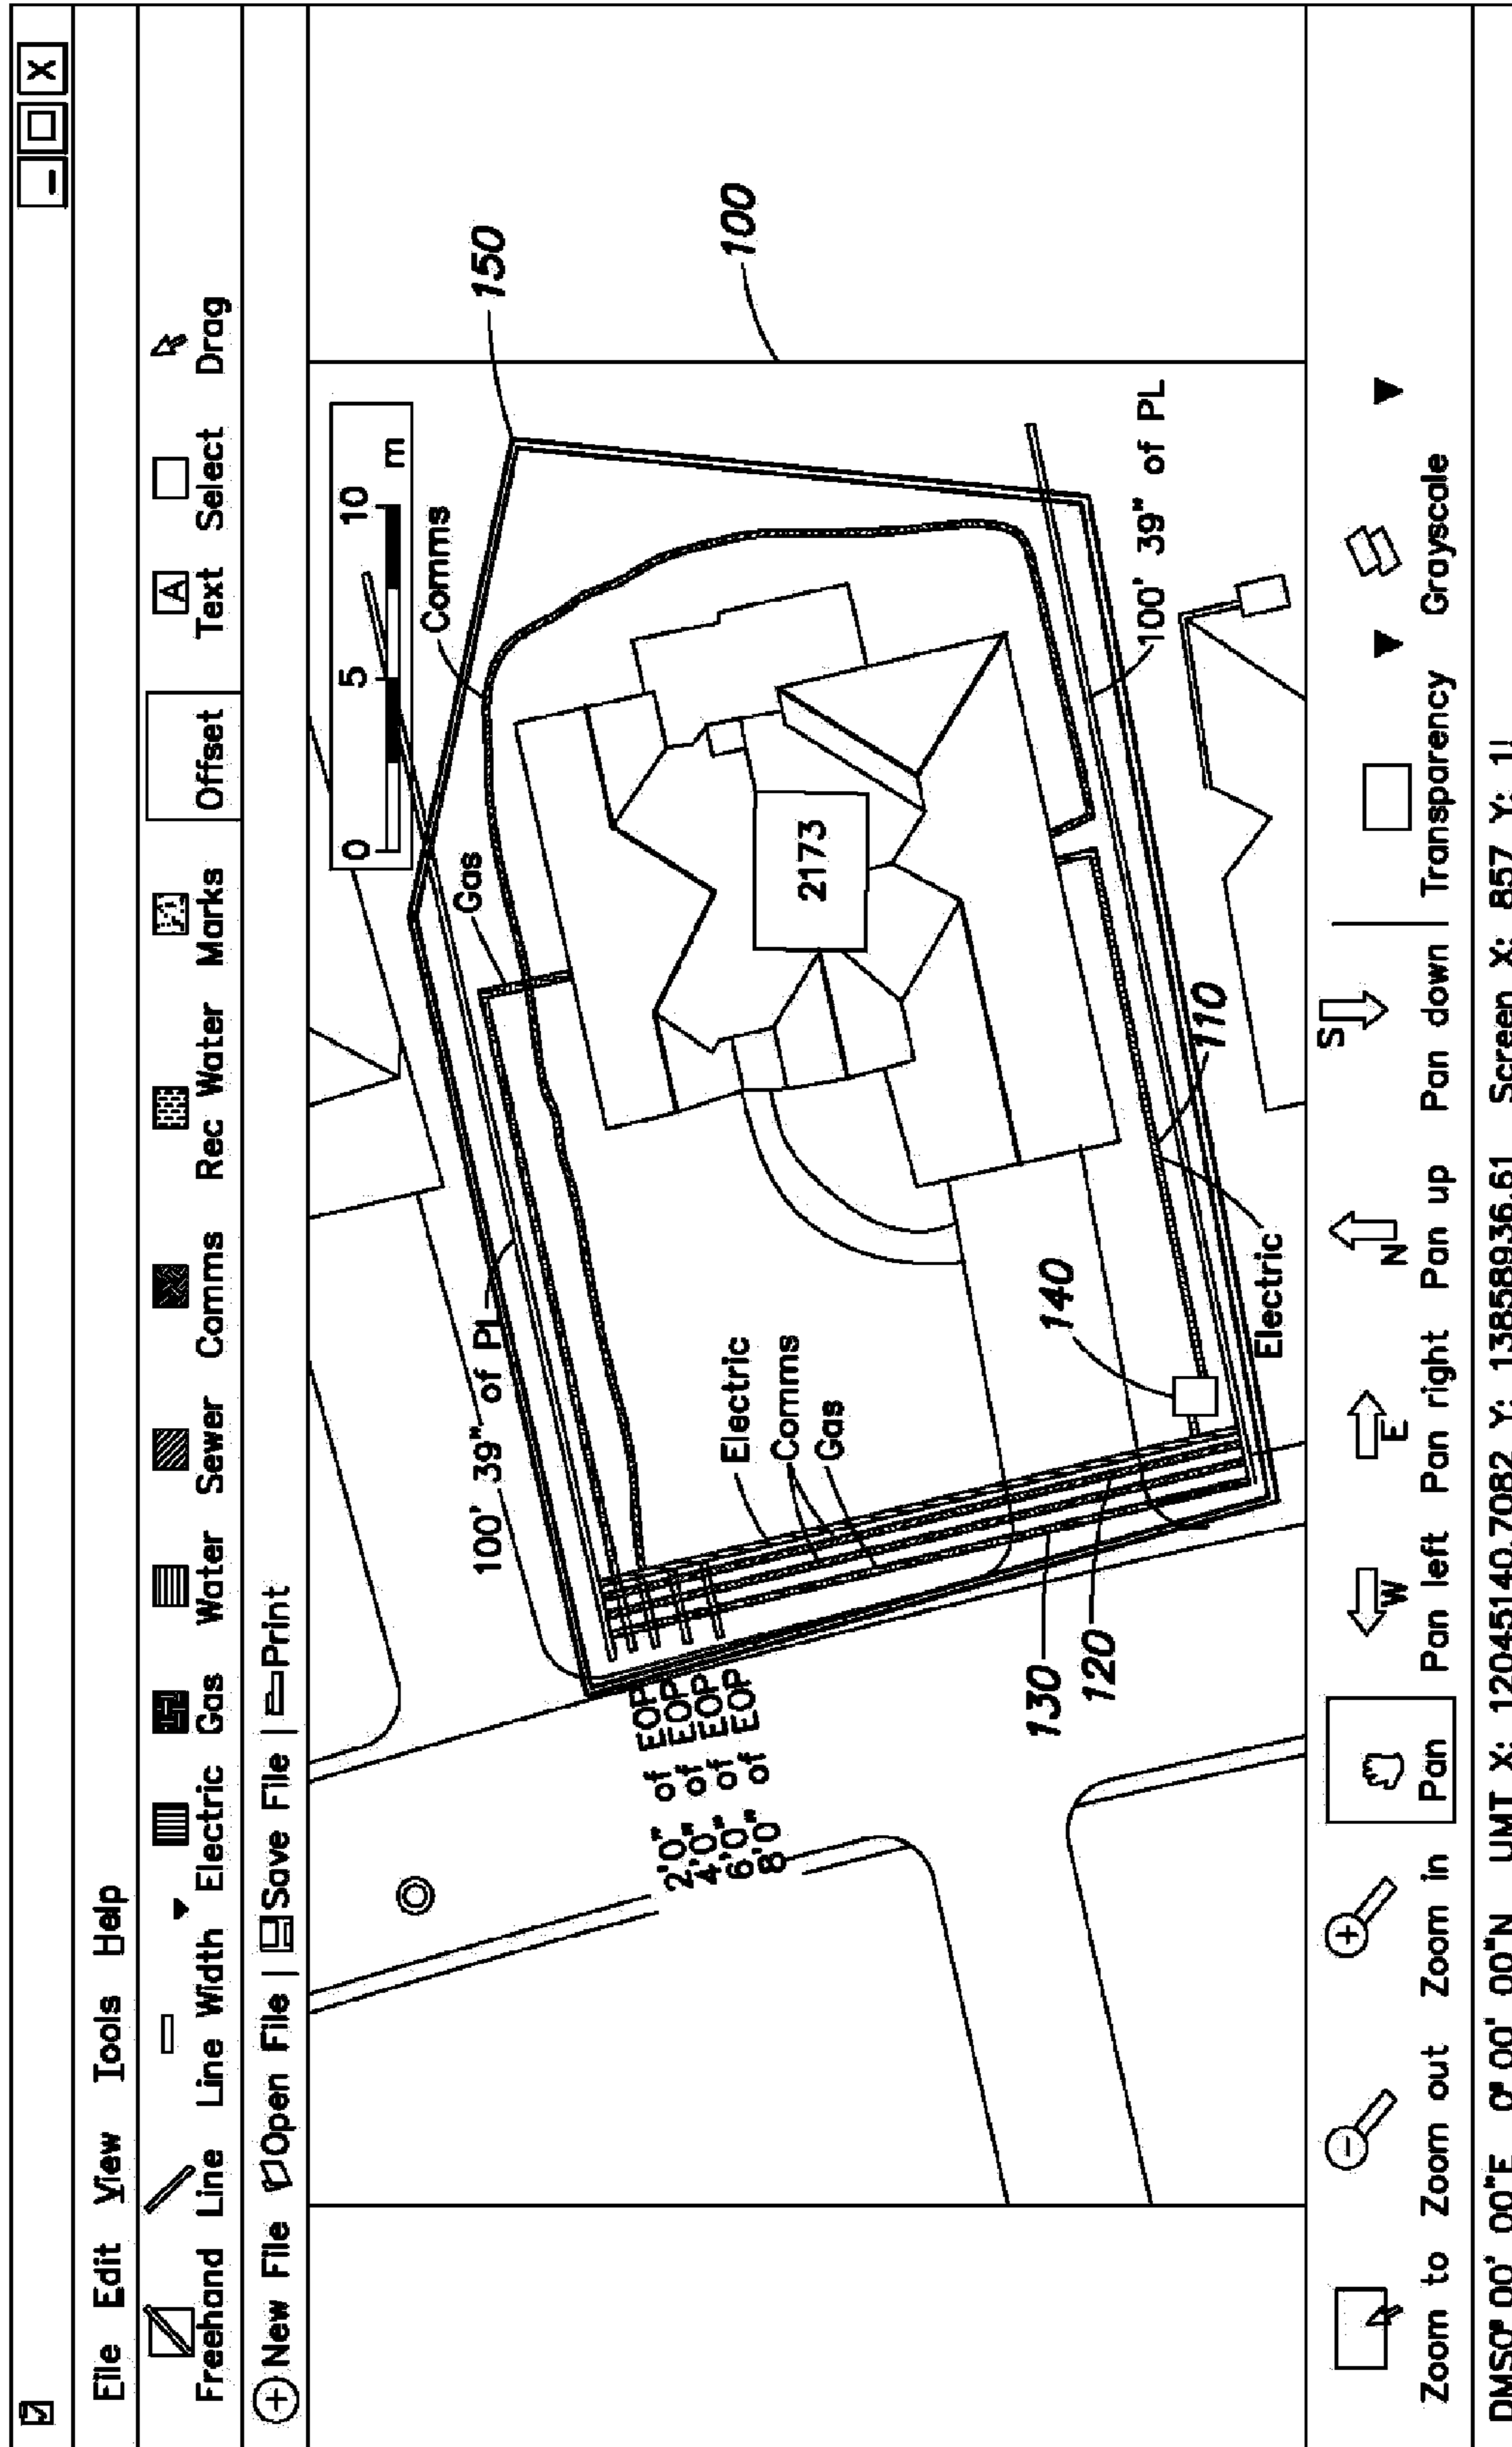 File Edit View Tools Help
Freehand Line Line Width Electric Gas Water Sewer Comms Rec Water Marks Offset Text Select Drag
A
New File | Open File | Save File | Print
0 5 10
m
150
Comms
Gas
100' 39" of PL
100
2173
2'0" of EOP
4'0" of EOP
6'0" of EOP
8'0" of EOP
Electric
Comms
Gas
130
120
140
110
Electric
100' 39" of PL
W E N S
Zoom to Zoom out Zoom in Pan Pan left Pan right Pan up Pan down | Transparency Grayscale
UMT X: 12045140.7082 Y: 13858936.61 Screen X: 857 Y: 11